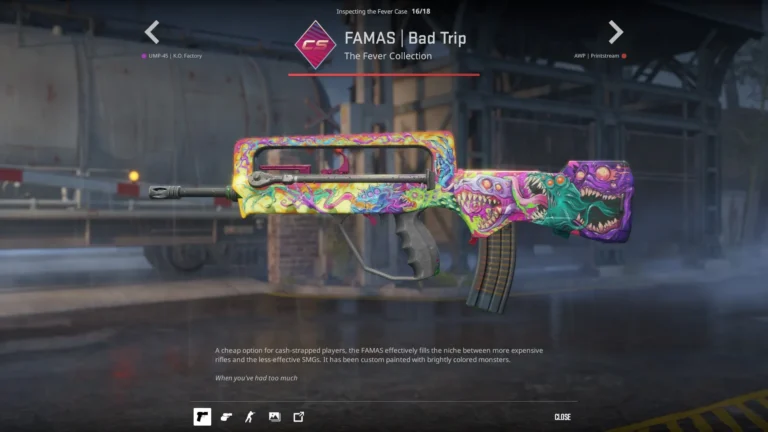 Inspecting the Fever Case 16/18
CS
FAMAS | Bad Trip
The Fever Collection
UMP-45 | K.O. Factory
AWP | Printstream
A cheap option for cash-strapped players, the FAMAS effectively fills the niche between more expensive
rifles and the less-effective SMGs. It has been custom painted with brightly colored monsters.
When you've had too much
CLOSE